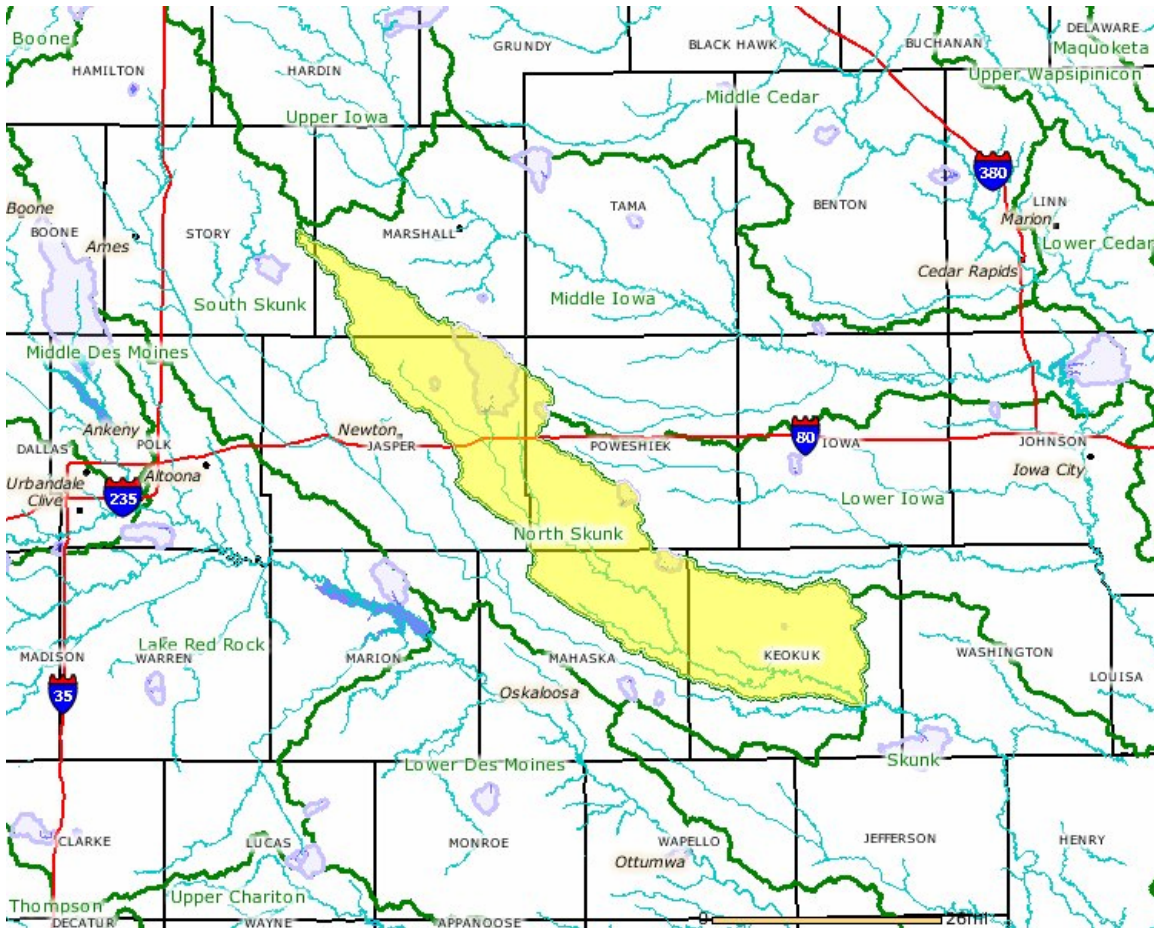 DELAWARE
BUCHANAN
Boone
GRUNDY
BLACK HAWK
Maquoketa
HAMILTON
HARDIN
Upper Wapsipinicon
Middle Cedar
Upper Iowa
380
LINN
TAMA
BENTON
Boone
BOONE
STORY
MARSHALL
Marion
Ames
Lower Cedar
Cedar Rapids
South Skunk
Middle Iowa
Middle Des Moines
Ankeny
Newton
80
DALLAS
POLK
JASPER
POWESHIEK
IOWA
JOHNSON
Altoona
Iowa City
Urbandale
Clive
235
Lower Iowa
North Skunk
Lake Red Rock
MADISON
WARREN
MARION
MAHASKA
KEOKUK
WASHINGTON
LOUISA
35
Oskaloosa
Lower Des Moines
Skunk
CLARKE
LUCAS
MONROE
WAPELLO
JEFFERSON
HENRY
Ottumwa
Thompson
Upper Chariton
DECATUR
WAYNE
APPANOOSE
0
26mi